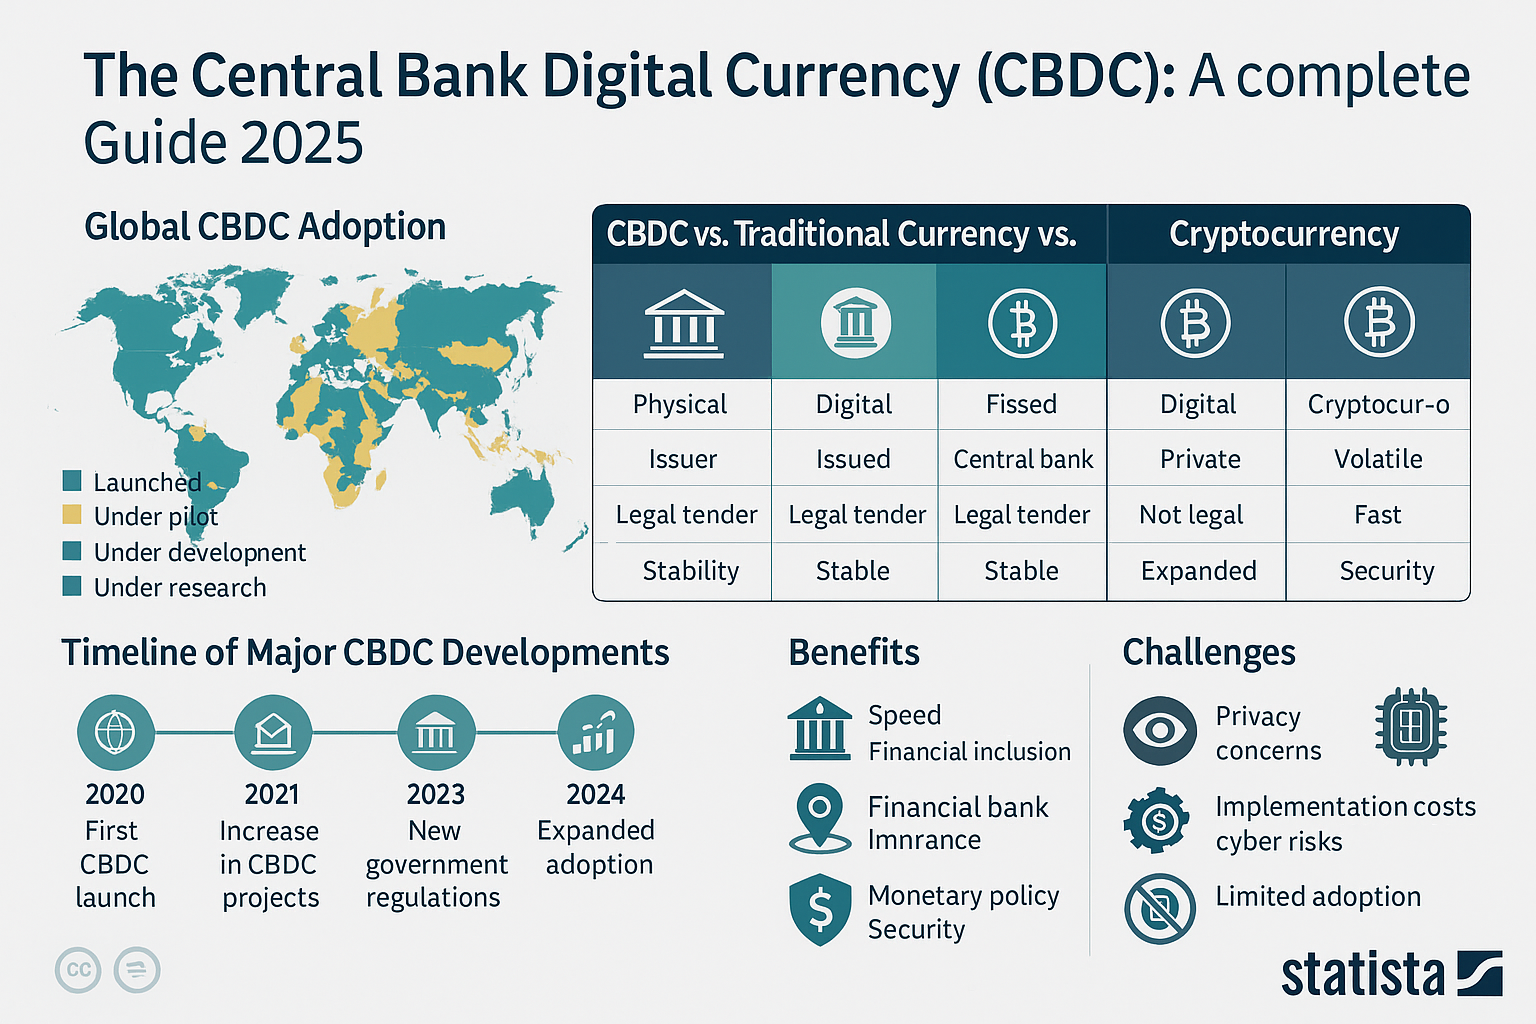 The Central Bank Digital Currency (CBDC): A complete
Guide 2025
Global CBDC Adoption
Launched
Under pilot
Under developnent
Under research
CBDC vs. Traditional Currency vs. Cryptocurrency
Physical Digital Fissed Digital Cryptocur-o
Issuer Issued Central bank Private Volatile
Legal tender Legal tender Legal tender Not legal Fast
Stability Stable Stable Expanded Security
Timeline of Major CBDC Developments
2020
First
CBDC
launch
2021
Increase
in CBDC
projects
2023
New
government
regulations
2024
Expanded
adoption
Benefits
Speed
Financial inclusion
Financial bank
Imnrance
Monetary policy
Security
Challenges
Privacy
concerns
Implementation costs
cyber risks
Limited adoption
cc
statista